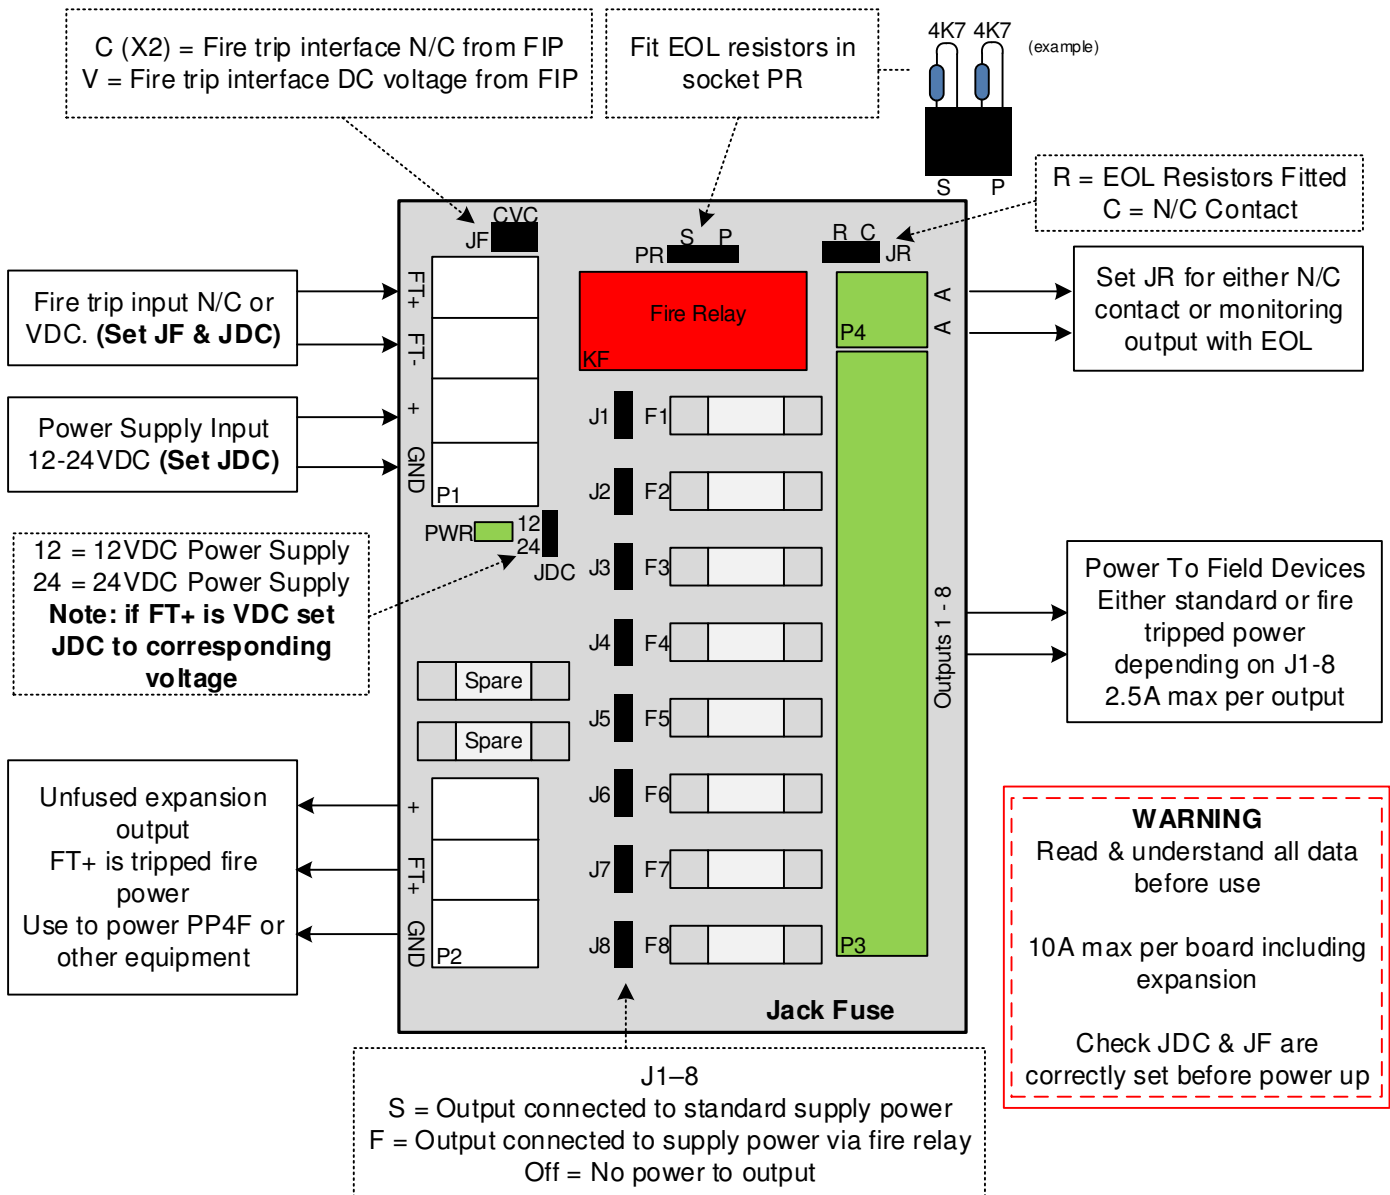 C (X2) = Fire trip interface N/C from FIP
V = Fire trip interface DC voltage from FIP
Fit EOL resistors in
socket PR
4K7 4K7
(example)
S P
R = EOL Resistors Fitted
C = N/C Contact
CVC
JF
S P
PR
R C
JR
Fire trip input N/C or
VDC. (Set JF & JDC)
FT+
FT-
Fire Relay
KF
P4
A
A
Set JR for either N/C
contact or monitoring
output with EOL
Power Supply Input
12-24VDC (Set JDC)
+
GND
P1
J1 F1
J2 F2
J3 F3
J4 F4
J5 F5
J6 F6
J7 F7
J8 F8
PWR
12
24
JDC
12 = 12VDC Power Supply
24 = 24VDC Power Supply
Note: if FT+ is VDC set
JDC to corresponding
voltage
Outputs 1 - 8
Power To Field Devices
Either standard or fire
tripped power
depending on J1-8
2.5A max per output
Spare
Spare
Unfused expansion
output
FT+ is tripped fire
power
Use to power PP4F or
other equipment
+
FT+
GND
P2
P3
Jack Fuse
WARNING
Read & understand all data
before use
10A max per board including
expansion
Check JDC & JF are
correctly set before power up
J1–8
S = Output connected to standard supply power
F = Output connected to supply power via fire relay
Off = No power to output